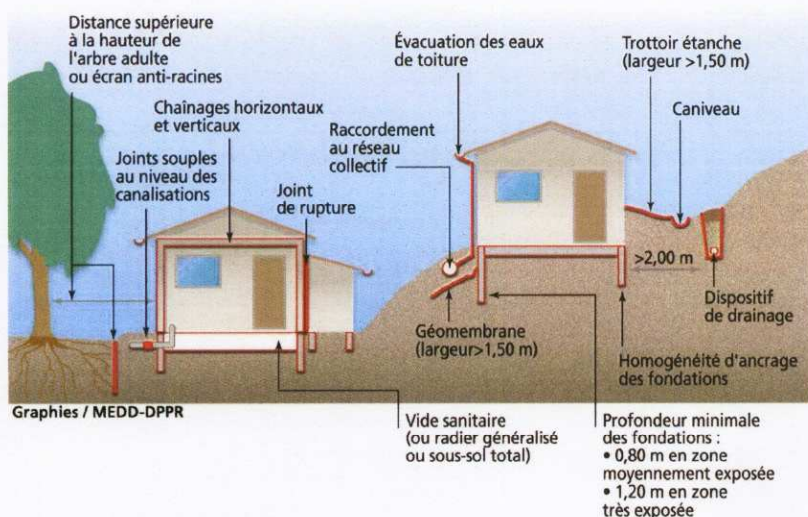 Distance supérieure
à la hauteur de
l'arbre adulte
ou écran anti-racines
Chaînages horizontaux
et verticaux
Joints souples
au niveau des
canalisations
Joint
de rupture
Évacuation des eaux
de toiture
Raccordement
au réseau
collectif
Trottoir étanche
(largeur >1,50 m)
Caniveau
>2,00 m
Dispositif
de drainage
Géomembrane
(largeur>1,50 m)
Homogénéité d'ancrage
des fondations
Graphies / MEDD-DPPR
Vide sanitaire
(ou radier généralisé
ou sous-sol total)
Profondeur minimale
des fondations :
• 0,80 m en zone
moyennement exposée
• 1,20 m en zone
très exposée